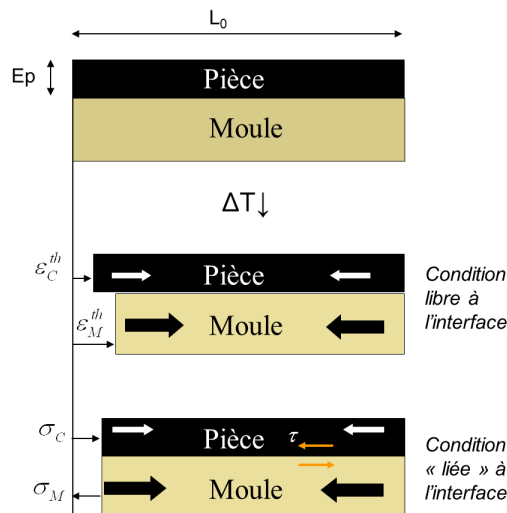 L₀
Ep
Pièce
Moule
ΔT↓
ε_C^th
Pièce
Condition
libre à
l'interface
ε_M^th
Moule
σ_C
Pièce
τ
Condition
« liée » à
l'interface
σ_M
Moule